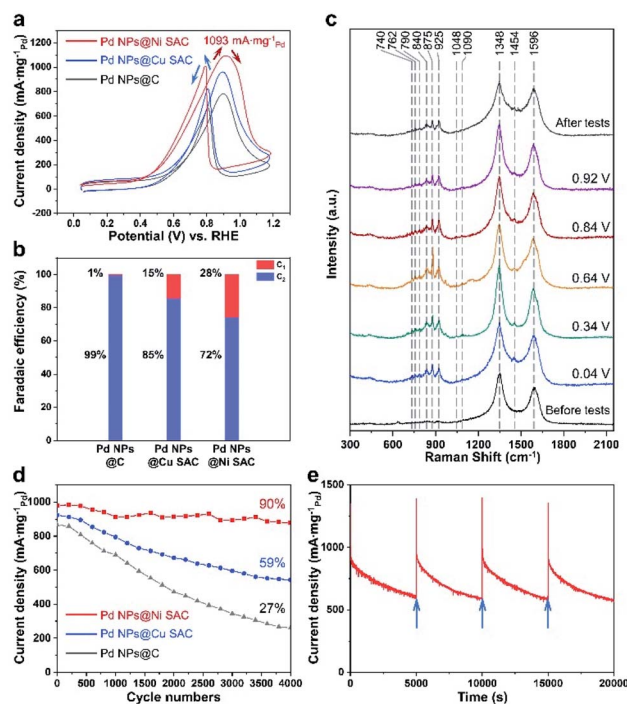 a
Pd NPs@Ni SAC
Pd NPs@Cu SAC
Pd NPs@C
1093 mA·mg⁻¹Pd
Current density (mA·mg⁻¹Pd)
1200
1000
800
600
400
200
0
-200
0.0 0.2 0.4 0.6 0.8 1.0 1.2
Potential (V) vs. RHE
b
C₁
C₂
Faradaic efficiency (%)
100
80
60
40
20
0
1% 15% 28%
99% 85% 72%
Pd NPs @C
Pd NPs @Cu SAC
Pd NPs @Ni SAC
c
740 762 790 840 875 925 1048 1090 1348 1454 1596
After tests
0.92 V
0.84 V
0.64 V
0.34 V
0.04 V
Before tests
Intensity (a.u.)
300 600 900 1200 1500 1800 2100
Raman Shift (cm⁻¹)
d
Current density (mA·mg⁻¹Pd)
1000
800
600
400
200
90%
59%
27%
Pd NPs@Ni SAC
Pd NPs@Cu SAC
Pd NPs@C
0 500 1000 1500 2000 2500 3000 3500 4000
Cycle numbers
e
Current density (mA·mg⁻¹Pd)
1500
1000
500
0
0 5000 10000 15000 20000
Time (s)